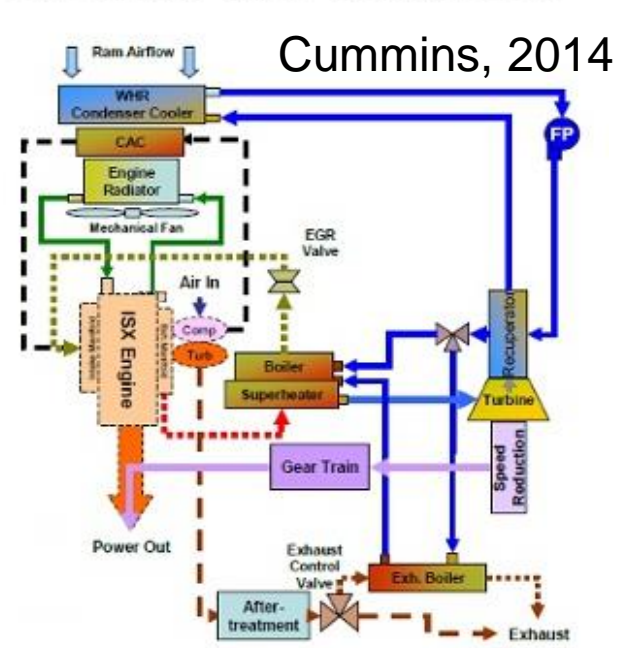 Cummins, 2014
Ram Airflow
WHR
Condenser Cooler
CAC
FP
Engine
Radiator
Mechanical Fan
EGR
Valve
Air In
Comp
Turb
ISX Engine
Boiler
Superheater
Recuperator
Turbine
Speed
Reduction
Gear Train
Power Out
Exhaust
Control
Valve
Exh. Boiler
After-
treatment
Exhaust